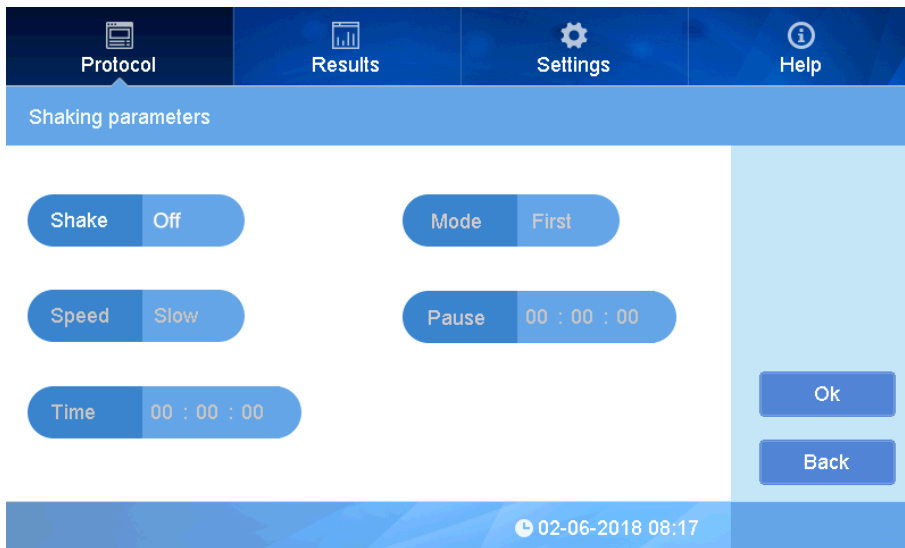 Protocol
Results
Settings
Help
Shaking parameters
Shake Off
Mode First
Speed Slow
Pause 00 : 00 : 00
Time 00 : 00 : 00
Ok
Back
02-06-2018 08:17